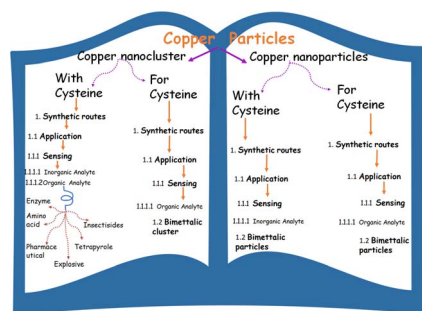 Copper Particles
Copper nanocluster
Copper nanoparticles
With
Cysteine
1. Synthetic routes
1.1 Application
1.1.1 Sensing
1.1.1.1 Inorganic Analyte
1.1.1.2 Organic Analyte
Enzyme
Amino
acid
Pharmace
utical
Explosive
Tetrapyrole
Insectisides
For
Cysteine
1. Synthetic routes
1.1 Application
1.1.1 Sensing
1.1.1.1 Organic Analyte
1.2 Bimettalic
cluster
With
Cysteine
1. Synthetic routes
1.1 Application
1.1.1 Sensing
1.1.1.1 Inorganic Analyte
1.2 Bimettalic
particles
For
Cysteine
1. Synthetic routes
1.1 Application
1.1.1 Sensing
1.1.1.1 Organic Analyte
1.2 Bimettalic
particles